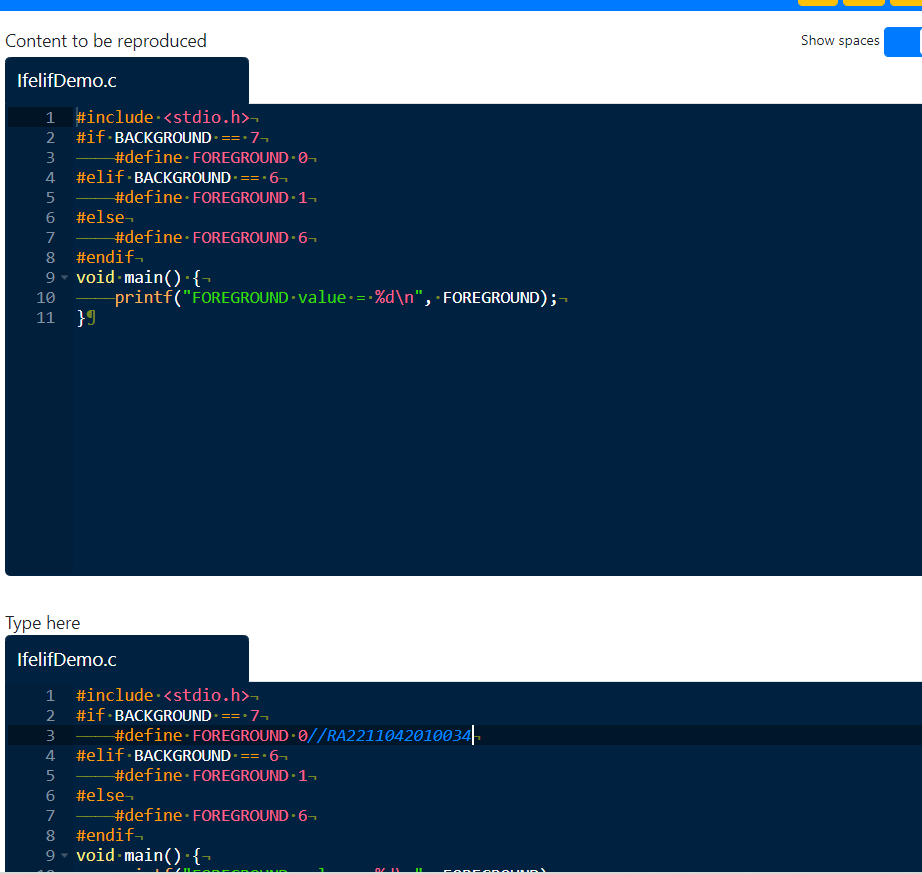 Content to be reproduced
Show spaces
IfelifDemo.c
1 #include <stdio.h>
2 #if BACKGROUND == 7
3     #define FOREGROUND 0
4 #elif BACKGROUND == 6
5     #define FOREGROUND 1
6 #else
7     #define FOREGROUND 6
8 #endif
9 void main() {
10     printf("FOREGROUND value = %d\n", FOREGROUND);
11 }
Type here
IfelifDemo.c
1 #include <stdio.h>
2 #if BACKGROUND == 7
3     #define FOREGROUND 0//RA2211042010034
4 #elif BACKGROUND == 6
5     #define FOREGROUND 1
6 #else
7     #define FOREGROUND 6
8 #endif
9 void main() {